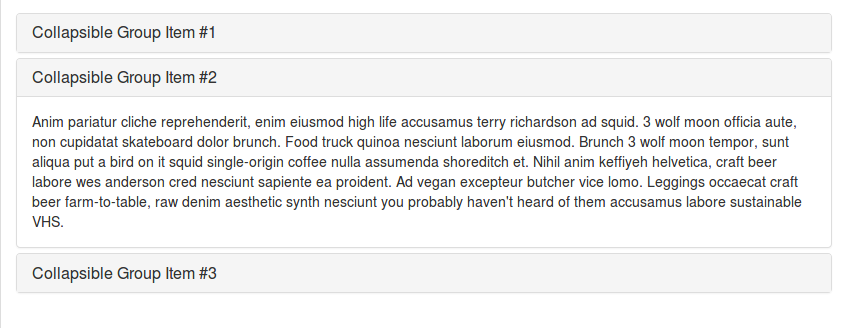 Collapsible Group Item #1
Collapsible Group Item #2
Anim pariatur cliche reprehenderit, enim eiusmod high life accusamus terry richardson ad squid. 3 wolf moon officia aute,
non cupidatat skateboard dolor brunch. Food truck quinoa nesciunt laborum eiusmod. Brunch 3 wolf moon tempor, sunt
aliqua put a bird on it squid single-origin coffee nulla assumenda shoreditch et. Nihil anim keffiyeh helvetica, craft beer
labore wes anderson cred nesciunt sapiente ea proident. Ad vegan excepteur butcher vice lomo. Leggings occaecat craft
beer farm-to-table, raw denim aesthetic synth nesciunt you probably haven't heard of them accusamus labore sustainable
VHS.
Collapsible Group Item #3